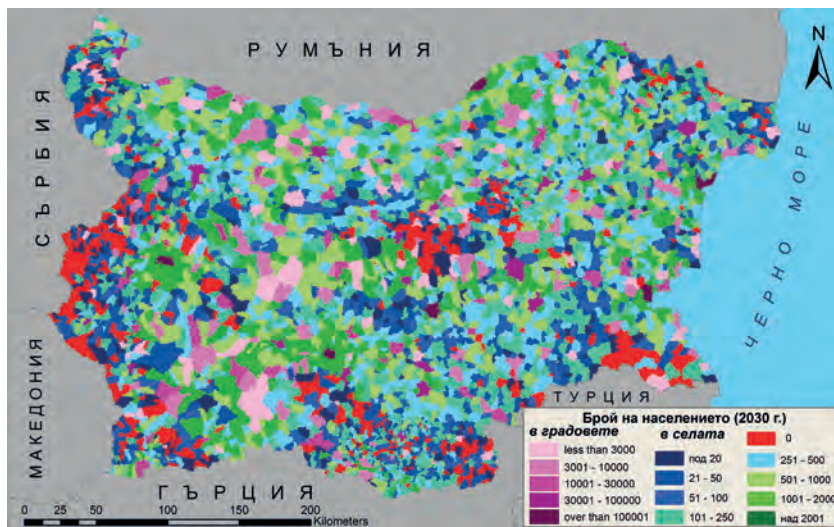 РУМЪНИЯ
N
СЪРБИЯ
ЧЕРНО МОРЕ
МАКЕДОНИЯ
ТУРЦИЯ
ГЪРЦИЯ
Брой на населението (2030 г.)
в градовете
less than 3000
3001 - 10000
10001 - 30000
30001 - 100000
over than 100001
в селата
под 20
21 - 50
51 - 100
101 - 250
0
251 - 500
501 - 1000
1001 - 2000
над 2001
0 25 50 100 150 200
Kilometers